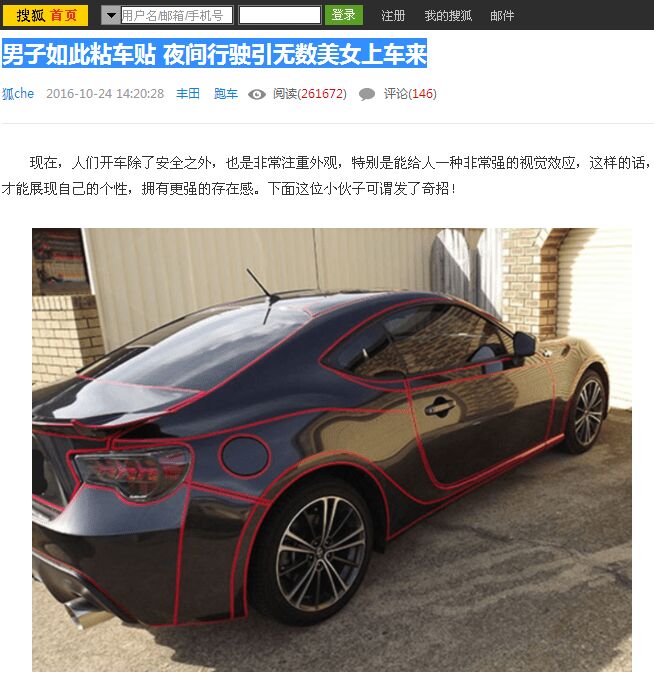 搜狐 首页 用户名/邮箱/手机号 登录 注册 我的搜狐 邮件
男子如此粘车贴 夜间行驶引无数美女上车来
狐che 2016-10-24 14:20:28 丰田 跑车 阅读(261672) 评论(146)
现在，人们开车除了安全之外，也是非常注重外观，特别是能给人一种非常强的视觉效应，这样的话，
才能展现自己的个性，拥有更强的存在感。下面这位小伙子可谓发了奇招！